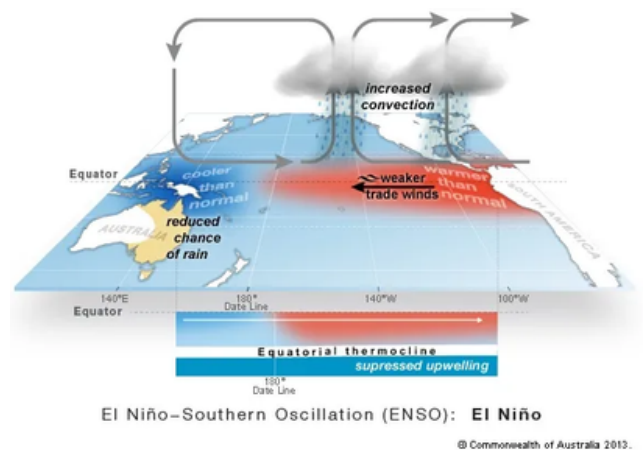 increased
convection
Equator
cooler
than
normal
weaker
trade winds
warmer
than
normal
AUSTRALIA
reduced
chance
of rain
SOUTH AMERICA
140°E
180°
Date Line
140°W
100°W
Equator
Equatorial thermocline
supressed upwelling
180°
Date Line
El Niño–Southern Oscillation (ENSO): El Niño
© Commonwealth of Australia 2013.